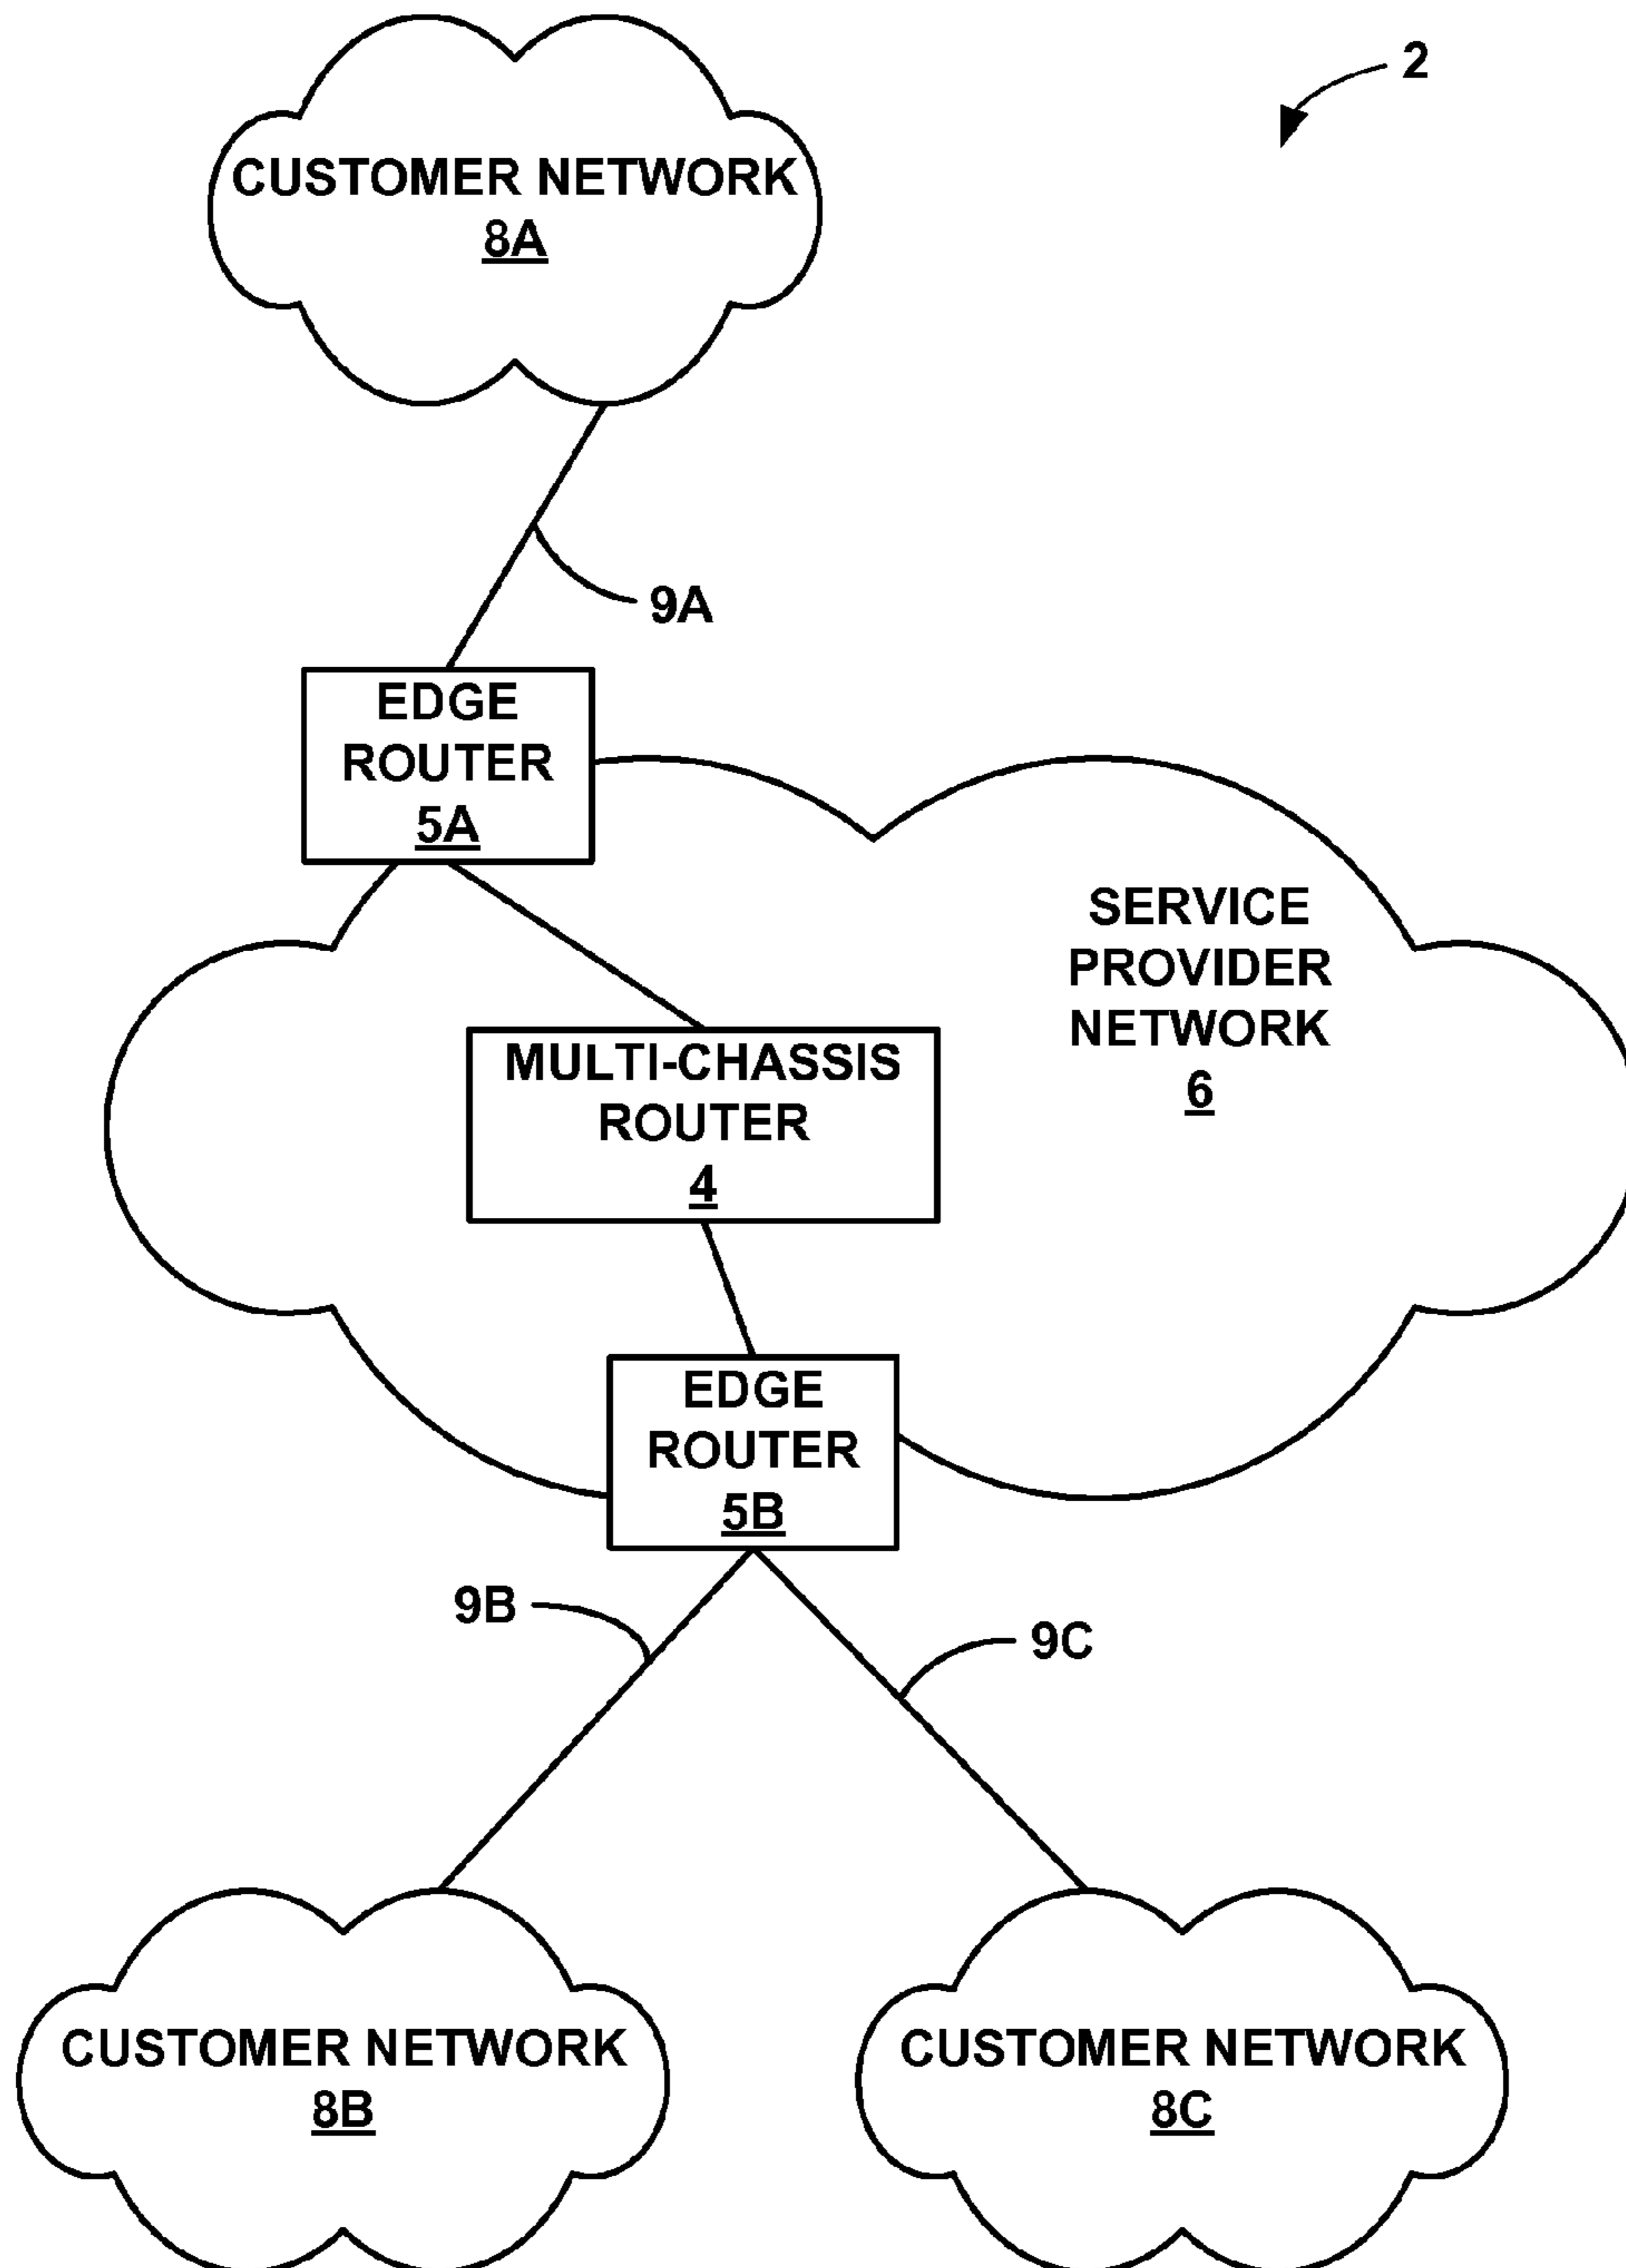 2
CUSTOMER NETWORK
8A
9A
EDGE
ROUTER
5A
SERVICE
PROVIDER
NETWORK
6
MULTI-CHASSIS
ROUTER
4
EDGE
ROUTER
5B
9B
9C
CUSTOMER NETWORK
8B
CUSTOMER NETWORK
8C